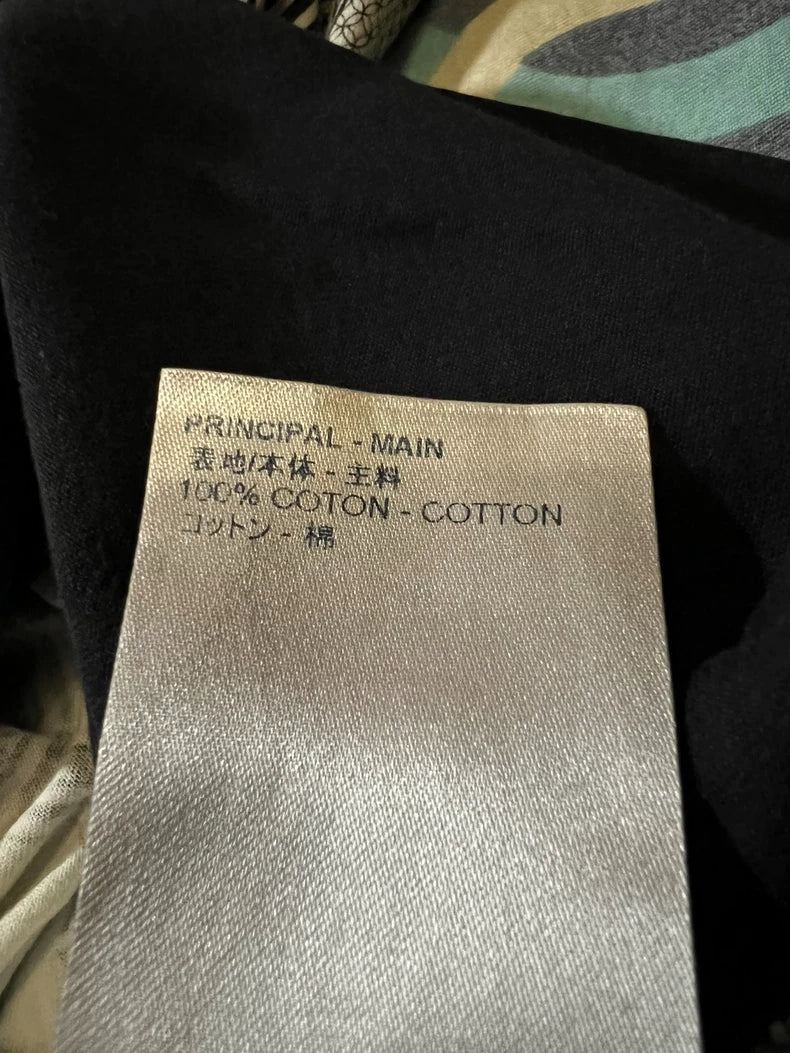 PRINCIPAL - MAIN
表地/本体 - 主料
100% COTON - COTTON
コットン - 棉